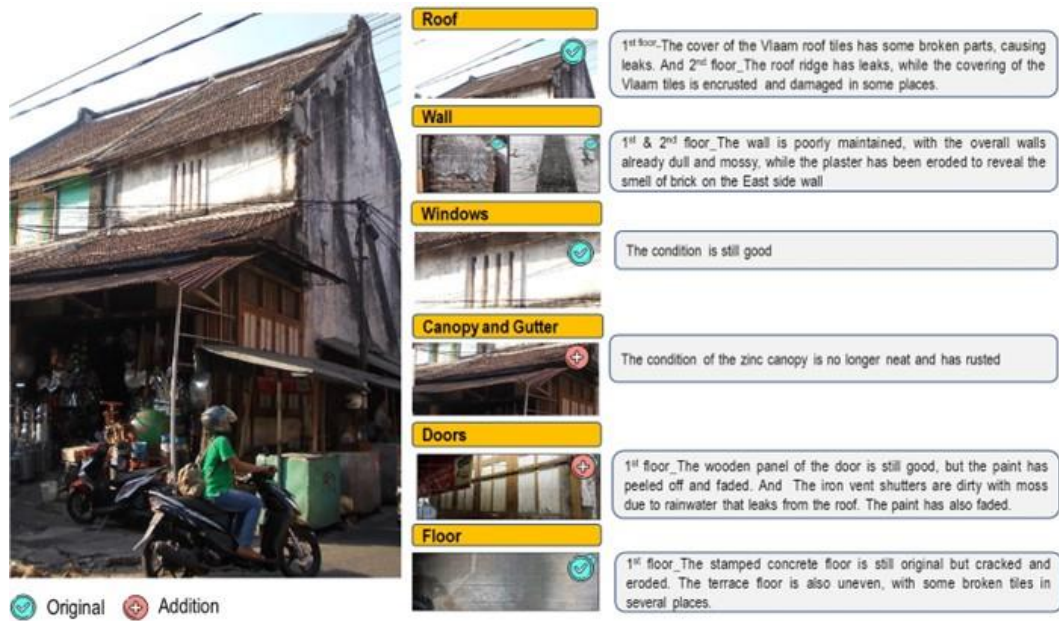 Roof
1st floor_The cover of the Vlaam roof tiles has some broken parts, causing
leaks. And 2nd floor_The roof ridge has leaks, while the covering of the
Vlaam tiles is encrusted and damaged in some places.
Wall
1st & 2nd floor_The wall is poorly maintained, with the overall walls
already dull and mossy, while the plaster has been eroded to reveal the
smell of brick on the East side wall
Windows
The condition is still good
Canopy and Gutter
The condition of the zinc canopy is no longer neat and has rusted
Doors
1st floor_The wooden panel of the door is still good, but the paint has
peeled off and faded. And The iron vent shutters are dirty with moss
due to rainwater that leaks from the roof. The paint has also faded.
Floor
1st floor_The stamped concrete floor is still original but cracked and
eroded. The terrace floor is also uneven, with some broken tiles in
several places.
Original
Addition